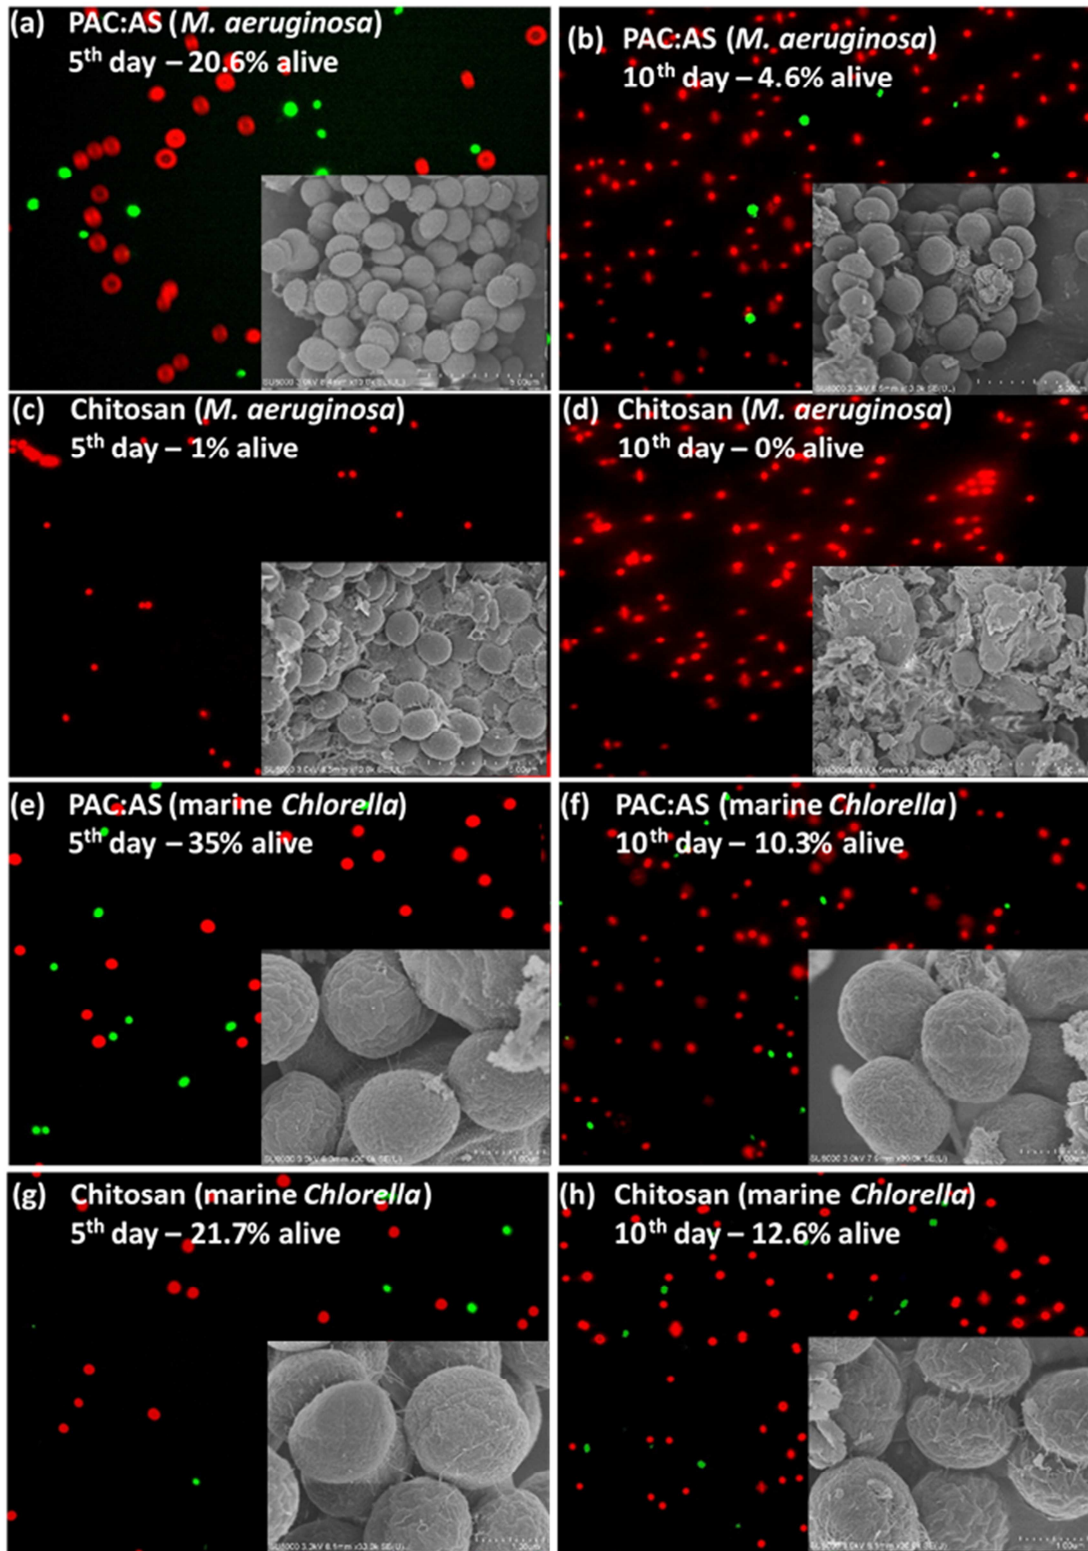 (a) PAC:AS (M. aeruginosa)
5th day – 20.6% alive
(b) PAC:AS (M. aeruginosa)
10th day – 4.6% alive
(c) Chitosan (M. aeruginosa)
5th day – 1% alive
(d) Chitosan (M. aeruginosa)
10th day – 0% alive
(e) PAC:AS (marine Chlorella)
5th day – 35% alive
(f) PAC:AS (marine Chlorella)
10th day – 10.3% alive
(g) Chitosan (marine Chlorella)
5th day – 21.7% alive
(h) Chitosan (marine Chlorella)
10th day – 12.6% alive